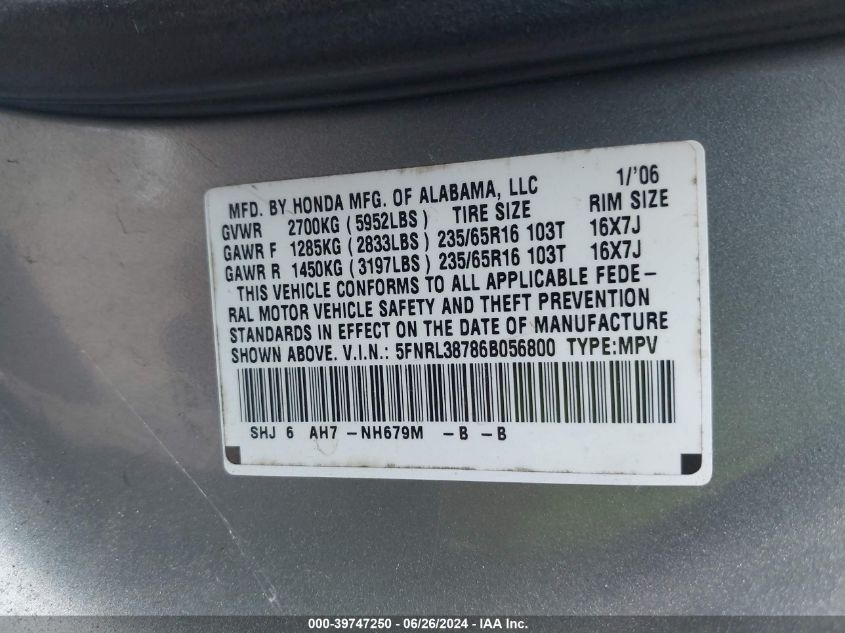 MFD. BY HONDA MFG. OF ALABAMA, LLC 1/'06
GVWR 2700KG (5952LBS) TIRE SIZE RIM SIZE
GAWR F 1285KG (2833LBS) 235/65R16 103T 16X7J
GAWR R 1450KG (3197LBS) 235/65R16 103T 16X7J
THIS VEHICLE CONFORMS TO ALL APPLICABLE FEDE-
RAL MOTOR VEHICLE SAFETY AND THEFT PREVENTION
STANDARDS IN EFFECT ON THE DATE OF MANUFACTURE
SHOWN ABOVE. V.I.N.: 5FNRL38786B056800 TYPE:MPV
SHJ 6 AH7 -NH679M -B -B
000-39747250 - 06/26/2024 - IAA Inc.